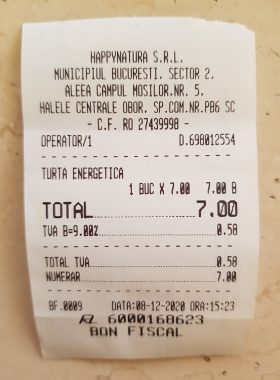 HAPPYNATURA S.R.L.
MUNICIPIUL BUCURESTI. SECTOR 2.
ALEEA CAMPUL MOSILOR.NR. 5.
HALELE CENTRALE OBOR. SP.COM.NR.PB6 SC
- C.F. RO 27439998 -
OPERATOR/1 D.698012554
TURTA ENERGETICA
1 BUC X 7.00 7.00 B
TOTAL 7.00
TVA B=9.00% 0.58
TOTAL TVA 0.58
NUMERAR 7.00
BF.0009 DATA:08-12-2020 ORA:15:23
6000168623
BON FISCAL